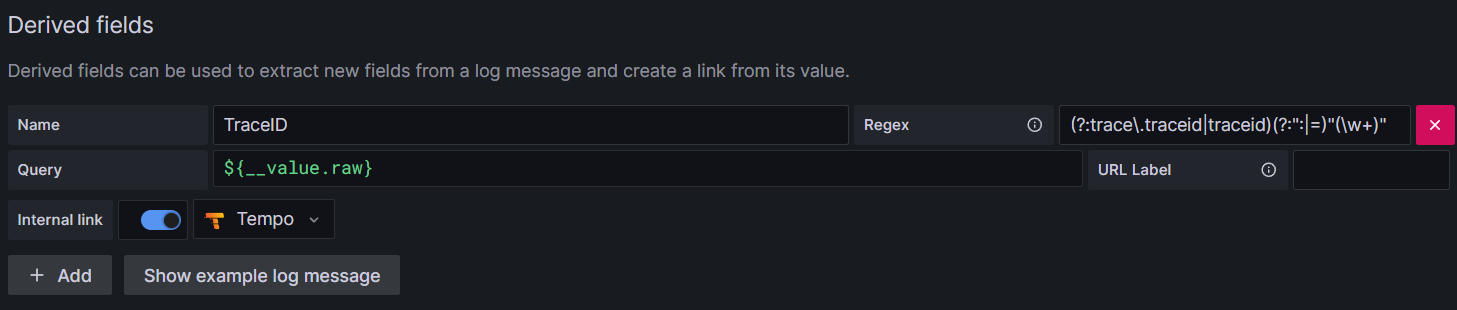 Derived fields
Derived fields can be used to extract new fields from a log message and create a link from its value.
Name TraceID Regex (?:trace\.traceid|traceid)(?:":|=)"(\w+)"
Query ${__value.raw} URL Label
Internal link Tempo
Add Show example log message